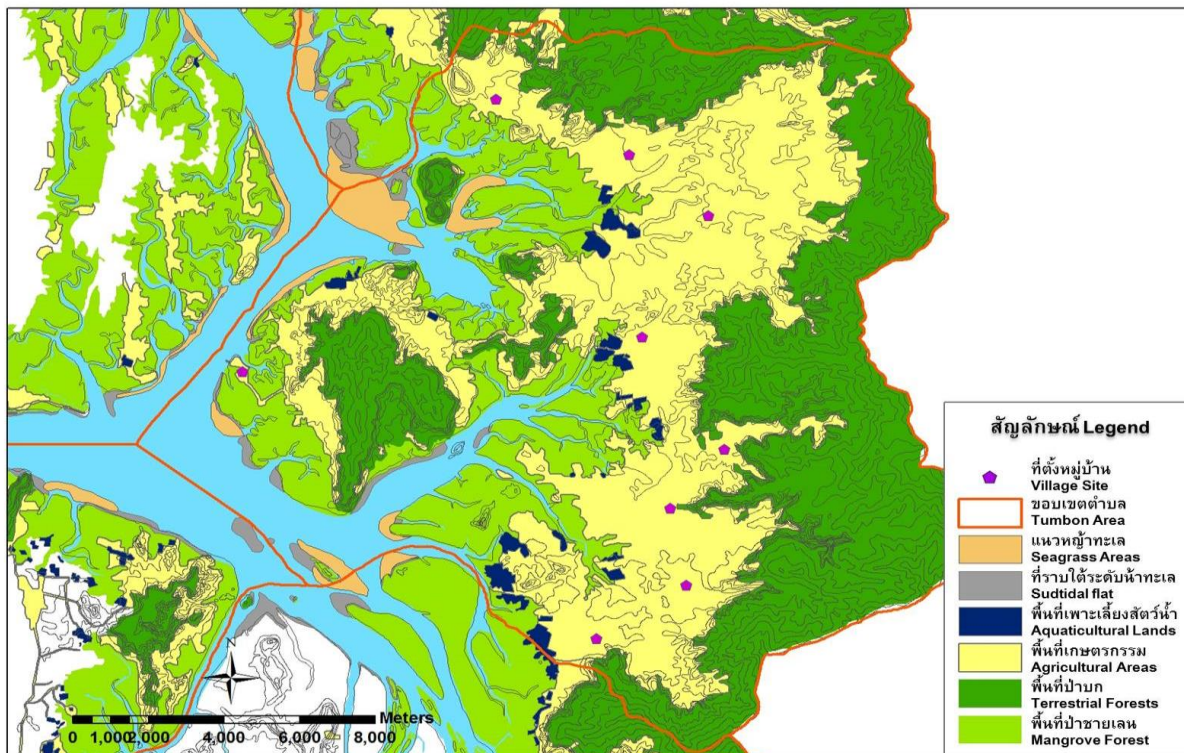 สัญลักษณ์ Legend
ที่ตั้งหมู่บ้าน
Village Site
ขอบเขตตำบล
Tumbon Area
แนวหญ้าทะเล
Seagrass Areas
ที่ราบใต้ระดับน้ำทะเล
Sudtidal flat
พื้นที่เพาะเลี้ยงสัตว์น้ำ
Aquaticultural Lands
พื้นที่เกษตรกรรม
Agricultural Areas
พื้นที่ป่าบก
Terrestrial Forests
พื้นที่ป่าชายเลน
Mangrove Forest
N
Meters
0 1,000 2,000 4,000 6,000 8,000